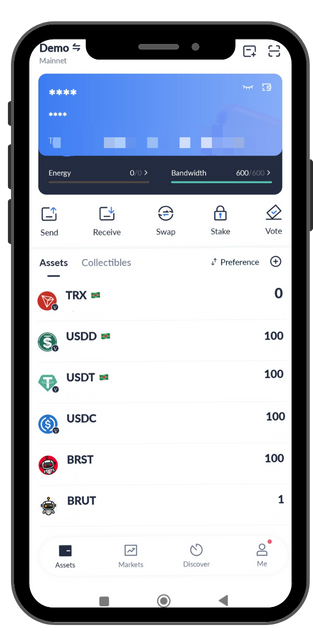 Demo
Mainnet
****
****
Energy 0/0 >
Bandwidth 600/600 >
Send
Receive
Swap
Stake
Vote
Assets
Collectibles
Preference
TRX 0
USDD 100
USDT 100
USDC 100
BRST 100
BRUT 1
Assets
Markets
Discover
Me